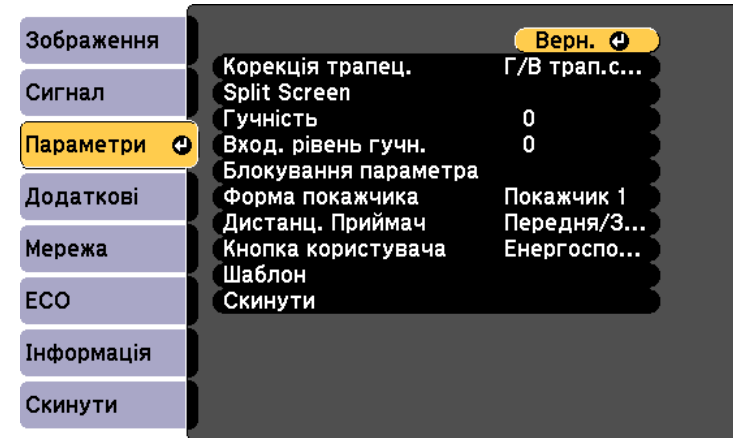 Зображення
Сигнал
Параметри
Додаткові
Мережа
ECO
Інформація
Скинути
Верн.
Корекція трапец. Г/В трап.с...
Split Screen
Гучність 0
Вход. рівень гучн. 0
Блокування параметра
Форма покажчика Покажчик 1
Дистанц. Приймач Передня/З...
Кнопка користувача Енергоспо...
Шаблон
Скинути